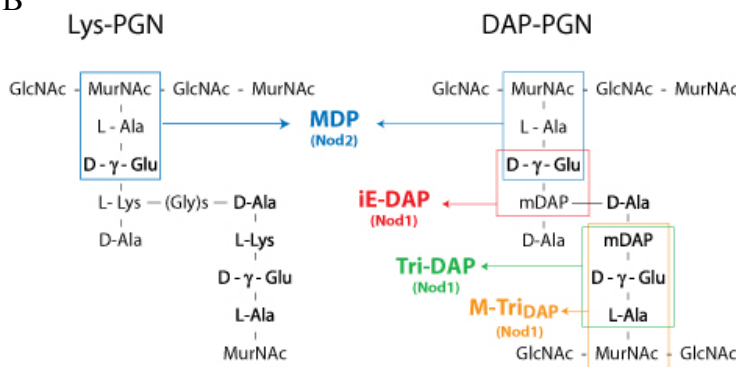 B
Lys-PGN
DAP-PGN
GlcNAc - MurNAc - GlcNAc - MurNAc
L - Ala
D - γ - Glu
L- Lys — (Gly)s — D-Ala
D-Ala
L-Lys
D - γ - Glu
L-Ala
MurNAc
MDP
(Nod2)
GlcNAc - MurNAc - GlcNAc - MurNAc
L - Ala
D - γ - Glu
mDAP — D-Ala
D-Ala
mDAP
D - γ - Glu
L-Ala
GlcNAc - MurNAc - GlcNAc
iE-DAP
(Nod1)
Tri-DAP
(Nod1)
M-TriDAP
(Nod1)